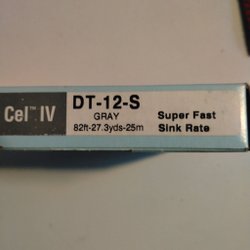 Cel™ IV
DT-12-S
GRAY
82ft-27.3yds-25m
Super Fast
Sink Rate